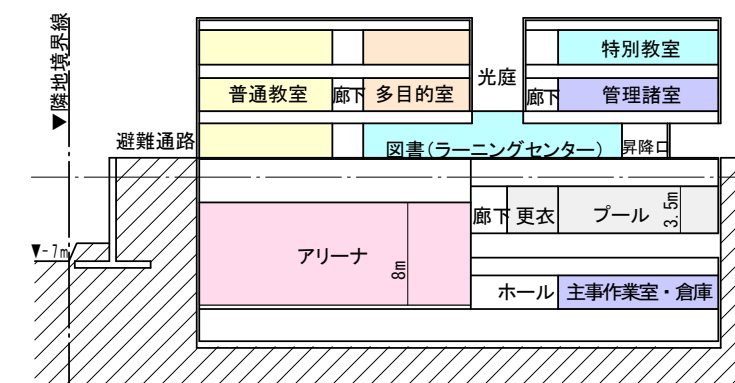 ▼隣地境界線
特別教室
光庭
普通教室
廊下
多目的室
廊下
管理諸室
避難通路
図書(ラーニングセンター)
昇降口
廊下
更衣
プール
3.5m
▼-7m
アリーナ
8m
ホール
主事作業室・倉庫